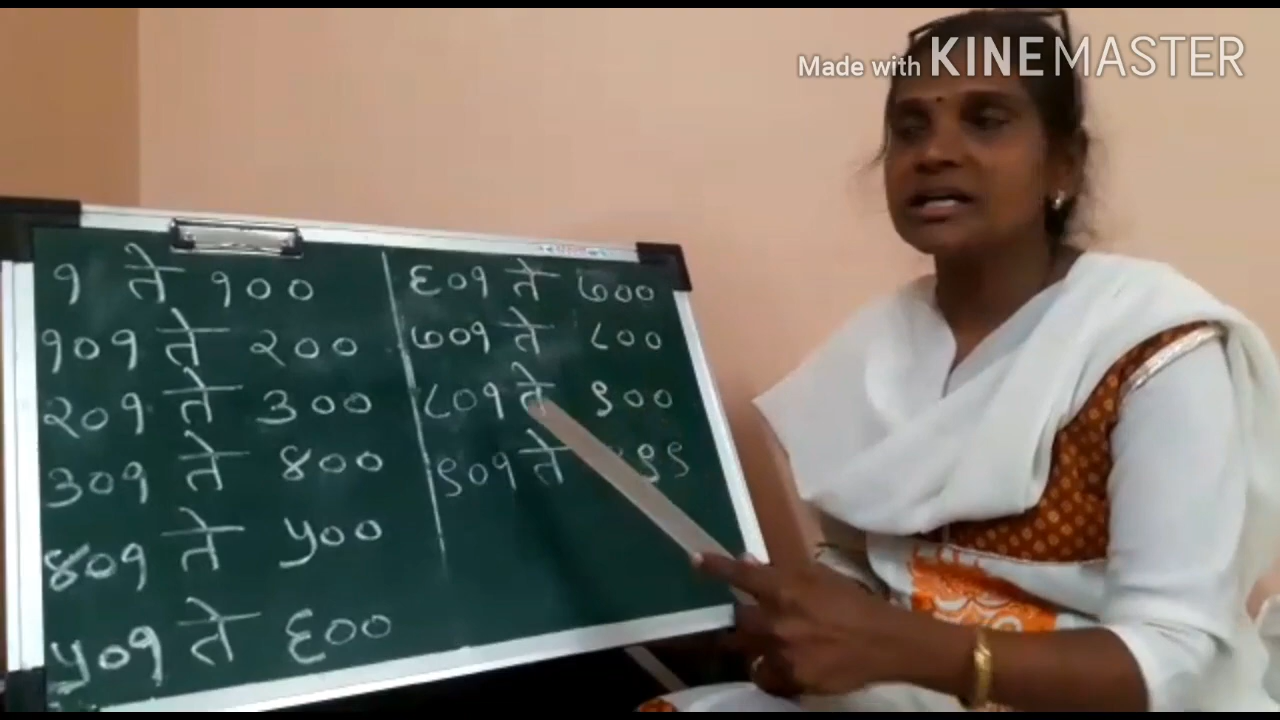 Made with KINEMASTER
१ ते १००
१०१ ते २००
२०१ ते ३००
३०१ ते ४००
४०१ ते ५००
५०१ ते ६००
६०१ ते ७००
७०१ ते ८००
८०१ ते ९००
९०१ ते ९९